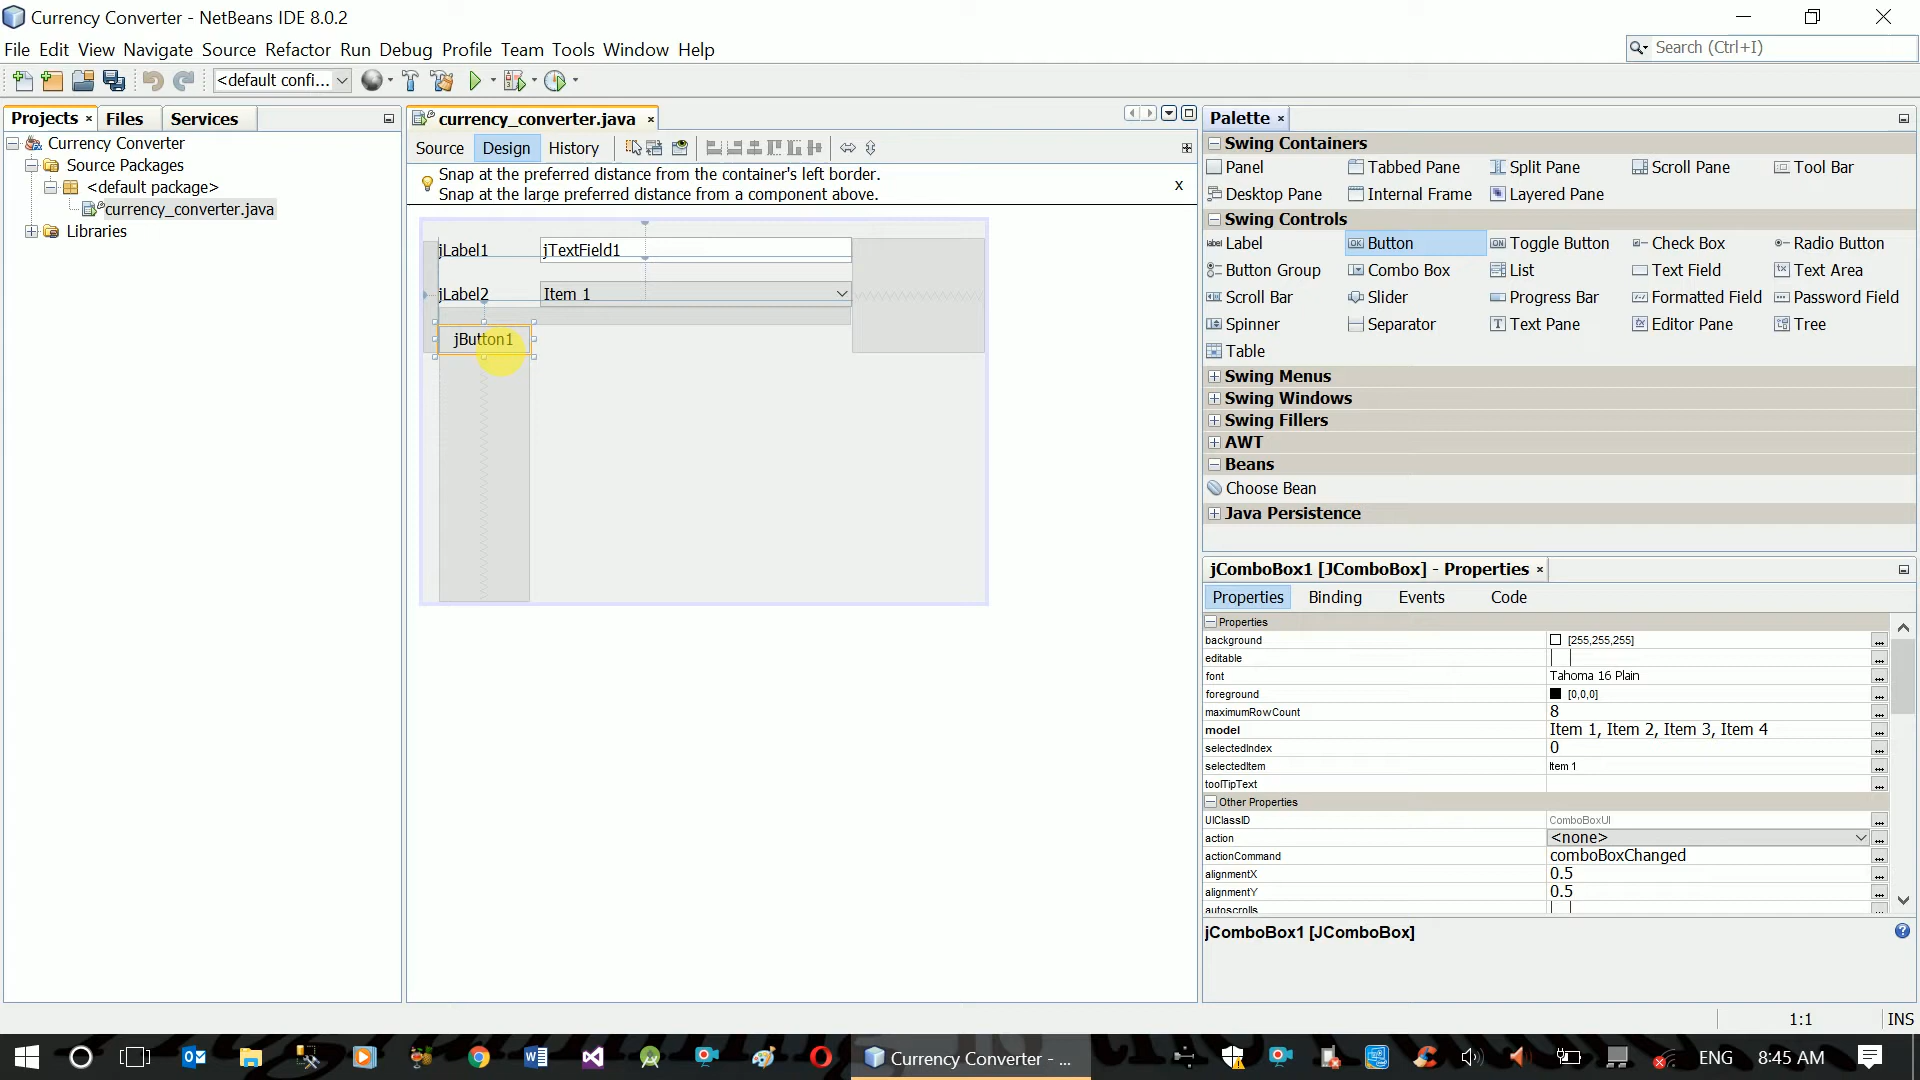 Currency Converter - NetBeans IDE 8.0.2
File Edit View Navigate Source Refactor Run Debug Profile Team Tools Window Help
Search (Ctrl+I)
<default confi...
Projects Files Services
Currency Converter
Source Packages
<default package>
currency_converter.java
Libraries
currency_converter.java
Source Design History
Snap at the preferred distance from the container's left border.
Snap at the large preferred distance from a component above.
x
jLabel1 jTextField1
jLabel2 Item 1
jButton1
Palette
Swing Containers
Panel Tabbed Pane Split Pane Scroll Pane Tool Bar
Desktop Pane Internal Frame Layered Pane
Swing Controls
Label Button Toggle Button Check Box Radio Button
Button Group Combo Box List Text Field Text Area
Scroll Bar Slider Progress Bar Formatted Field Password Field
Spinner Separator Text Pane Editor Pane Tree
Table
Swing Menus
Swing Windows
Swing Fillers
AWT
Beans
Choose Bean
Java Persistence
jComboBox1 [JComboBox] - Properties
Properties Binding Events Code
Properties
background [255,255,255]
editable
font Tahoma 16 Plain
foreground [0,0,0]
maximumRowCount 8
model Item 1, Item 2, Item 3, Item 4
selectedIndex 0
selectedItem Item 1
toolTipText
Other Properties
UIClassID ComboBoxUI
action <none>
actionCommand comboBoxChanged
alignmentX 0.5
alignmentY 0.5
autoscrolls
jComboBox1 [JComboBox]
1:1 INS
Currency Converter - ...
ENG 8:45 AM